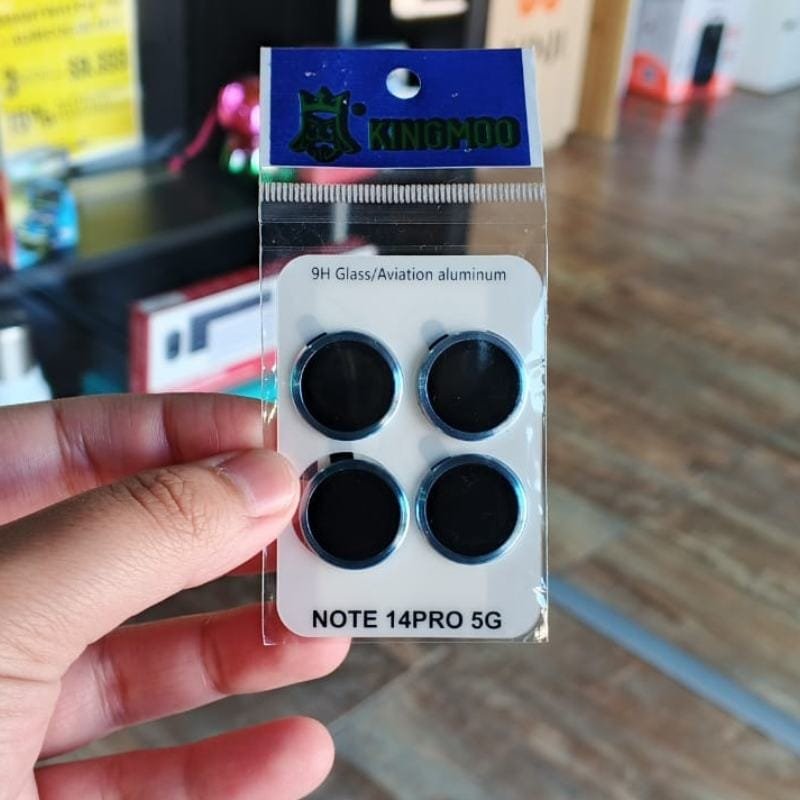 KINGMOO
9H Glass/Aviation aluminum
NOTE 14PRO 5G